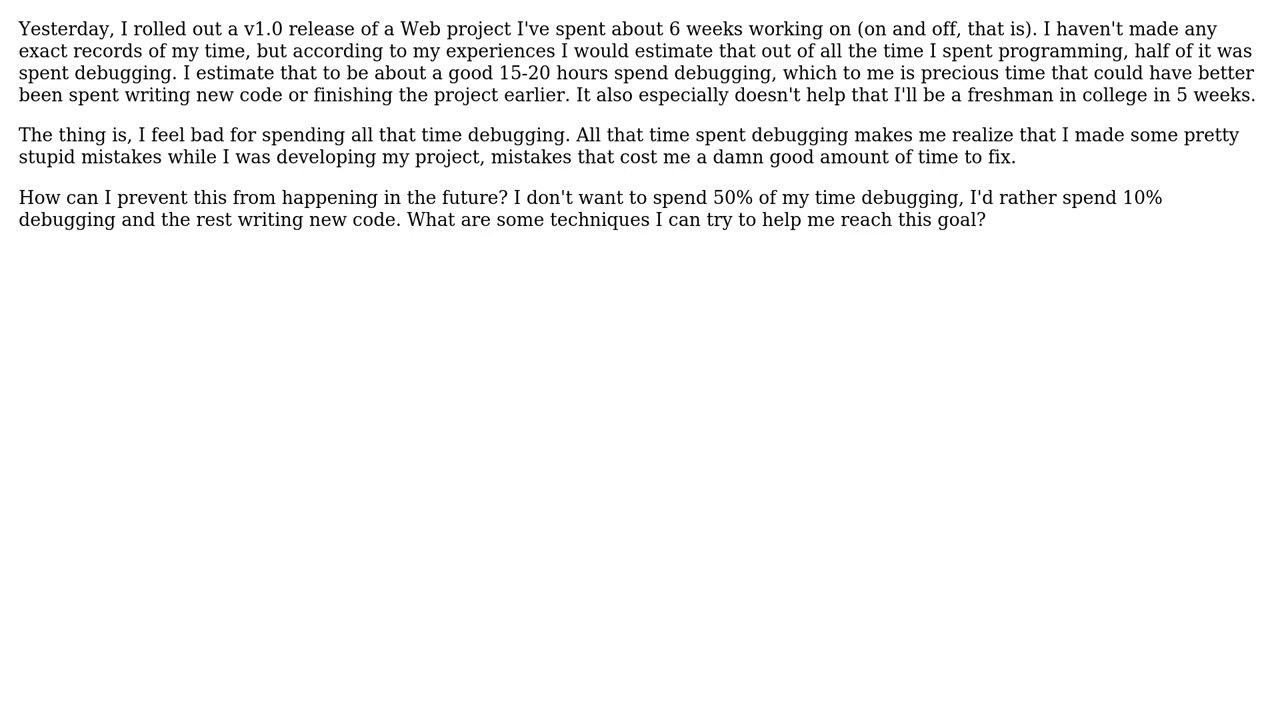 Yesterday, I rolled out a v1.0 release of a Web project I've spent about 6 weeks working on (on and off, that is). I haven't made any
exact records of my time, but according to my experiences I would estimate that out of all the time I spent programming, half of it was
spent debugging. I estimate that to be about a good 15-20 hours spend debugging, which to me is precious time that could have better
been spent writing new code or finishing the project earlier. It also especially doesn't help that I'll be a freshman in college in 5 weeks.
The thing is, I feel bad for spending all that time debugging. All that time spent debugging makes me realize that I made some pretty
stupid mistakes while I was developing my project, mistakes that cost me a damn good amount of time to fix.
How can I prevent this from happening in the future? I don't want to spend 50% of my time debugging, I'd rather spend 10%
debugging and the rest writing new code. What are some techniques I can try to help me reach this goal?